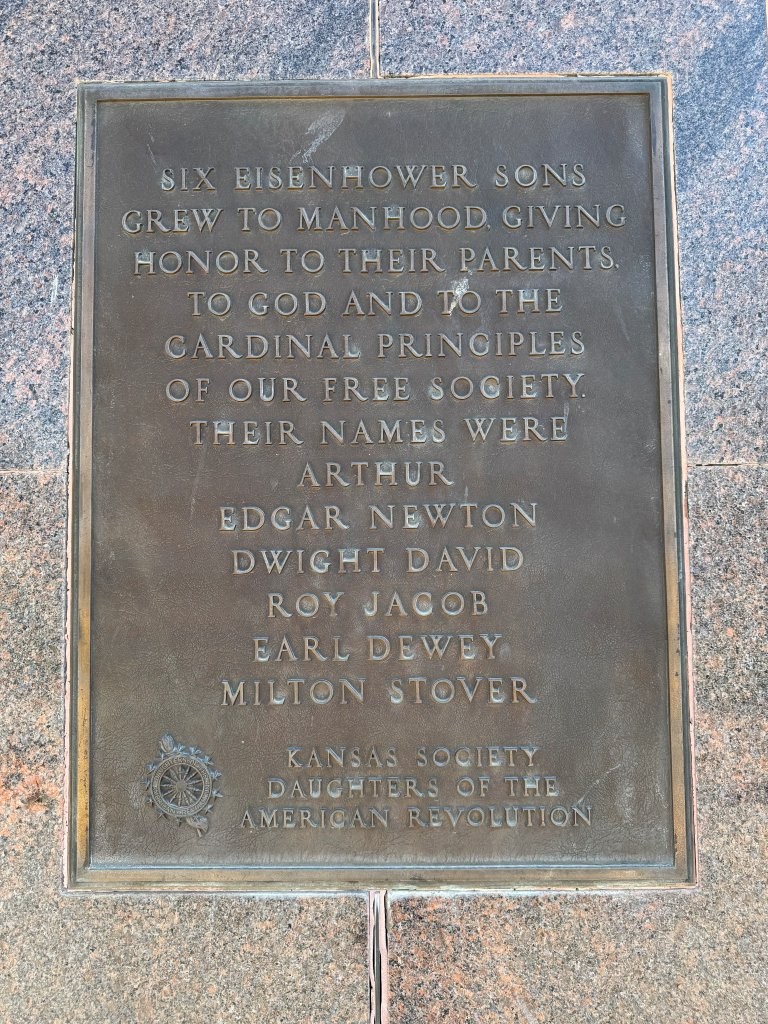 SIX EISENHOWER SONS
GREW TO MANHOOD, GIVING
HONOR TO THEIR PARENTS,
TO GOD AND TO THE
CARDINAL PRINCIPLES
OF OUR FREE SOCIETY.
THEIR NAMES WERE
ARTHUR
EDGAR NEWTON
DWIGHT DAVID
ROY JACOB
EARL DEWEY
MILTON STOVER
KANSAS SOCIETY
DAUGHTERS OF THE
AMERICAN REVOLUTION